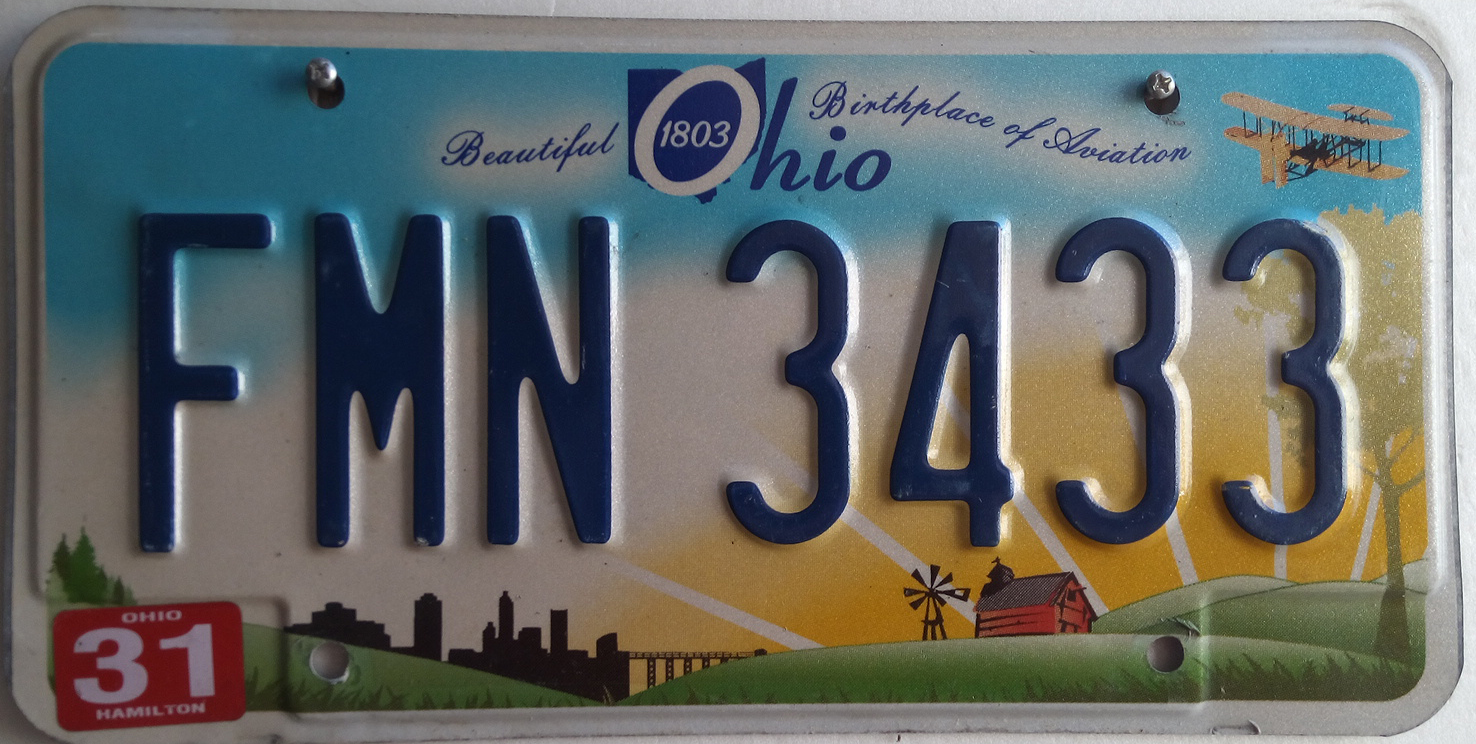 Beautiful Ohio Birthplace of Aviation
1803
FMN 3433
OHIO
31
HAMILTON